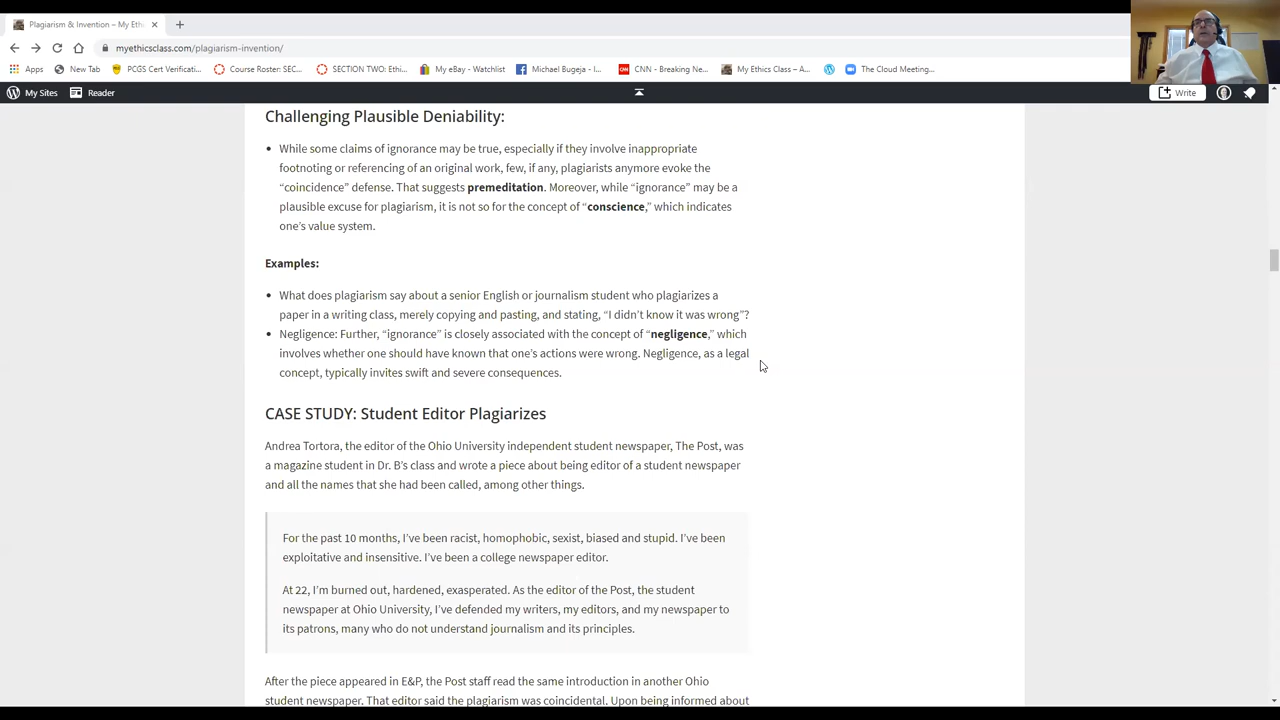 Plagiarism & Invention – My Ethi
myethicsclass.com/plagiarism-invention/
Apps New Tab PCGS Cert Verificati... Course Roster: SEC... SECTION TWO: Ethi... My eBay - Watchlist Michael Bugeja - I... CNN - Breaking Ne... My Ethics Class – A... The Cloud Meeting...
My Sites Reader Write
Challenging Plausible Deniability:
While some claims of ignorance may be true, especially if they involve inappropriate
footnoting or referencing of an original work, few, if any, plagiarists anymore evoke the
“coincidence” defense. That suggests premeditation. Moreover, while “ignorance” may be a
plausible excuse for plagiarism, it is not so for the concept of “conscience,” which indicates
one’s value system.
Examples:
What does plagiarism say about a senior English or journalism student who plagiarizes a
paper in a writing class, merely copying and pasting, and stating, “I didn’t know it was wrong”?
Negligence: Further, “ignorance” is closely associated with the concept of “negligence,” which
involves whether one should have known that one’s actions were wrong. Negligence, as a legal
concept, typically invites swift and severe consequences.
CASE STUDY: Student Editor Plagiarizes
Andrea Tortora, the editor of the Ohio University independent student newspaper, The Post, was
a magazine student in Dr. B’s class and wrote a piece about being editor of a student newspaper
and all the names that she had been called, among other things.
For the past 10 months, I’ve been racist, homophobic, sexist, biased and stupid. I’ve been
exploitative and insensitive. I’ve been a college newspaper editor.
At 22, I’m burned out, hardened, exasperated. As the editor of the Post, the student
newspaper at Ohio University, I’ve defended my writers, my editors, and my newspaper to
its patrons, many who do not understand journalism and its principles.
After the piece appeared in E&P, the Post staff read the same introduction in another Ohio
student newspaper. That editor said the plagiarism was coincidental. Upon being informed about